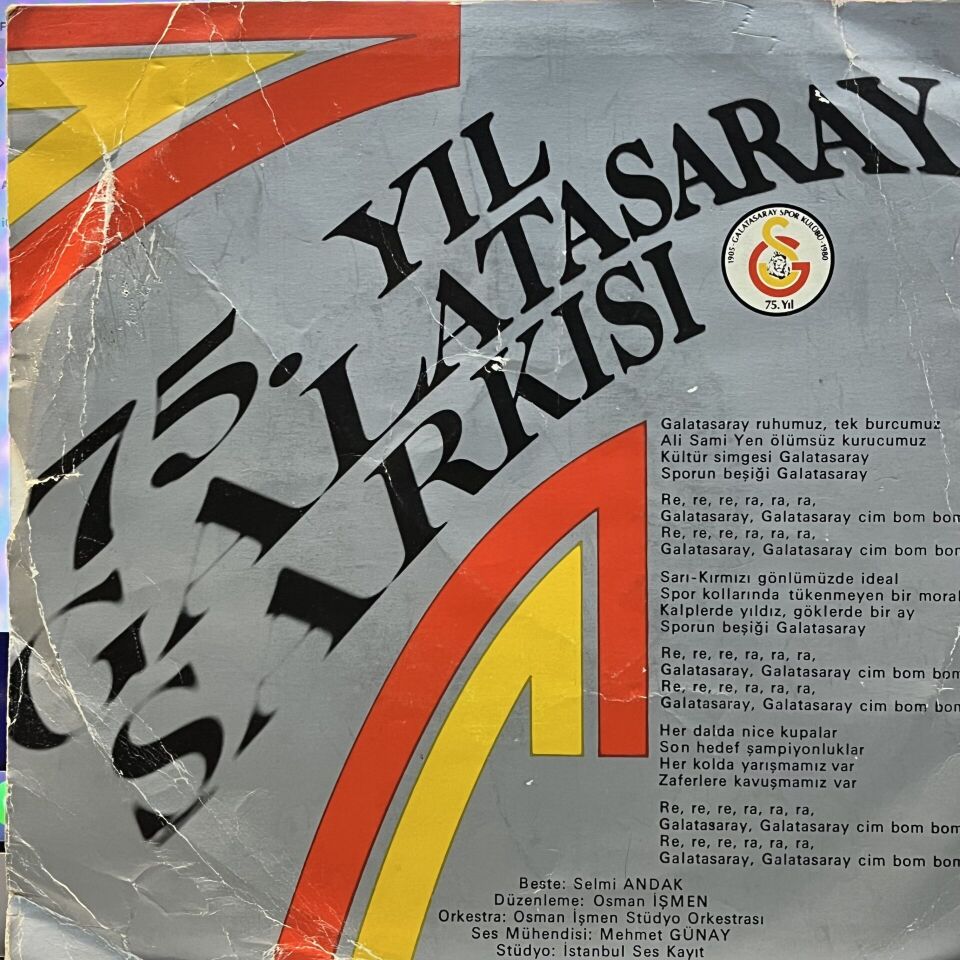 75. YIL
GALATASARAY
ŞARKISI
1905 - GALATASARAY SPOR KULÜBÜ - 1980
75. Yıl
Galatasaray ruhumuz, tek burcumuz
Ali Sami Yen ölümsüz kurucumuz
Kültür simgesi Galatasaray
Sporun beşiği Galatasaray
Re, re, re, ra, ra, ra,
Galatasaray, Galatasaray cim bom bom
Re, re, re, ra, ra, ra,
Galatasaray, Galatasaray cim bom bom
Sarı-Kırmızı gönlümüzde ideal
Spor kollarında tükenmeyen bir moral
Kalplerde yıldız, göklerde bir ay
Sporun beşiği Galatasaray
Re, re, re, ra, ra, ra,
Galatasaray, Galatasaray cim bom bom
Re, re, re, ra, ra, ra,
Galatasaray, Galatasaray cim bom bom
Her dalda nice kupalar
Son hedef şampiyonluklar
Her kolda yarışmamız var
Zaferlere kavuşmamız var
Re, re, re, ra, ra, ra,
Galatasaray, Galatasaray cim bom bom
Re, re, re, ra, ra, ra,
Galatasaray, Galatasaray cim bom bom
Beste: Selmi ANDAK
Düzenleme: Osman İŞMEN
Orkestra: Osman İşmen Stüdyo Orkestrası
Ses Mühendisi: Mehmet GÜNAY
Stüdyo: İstanbul Ses Kayıt